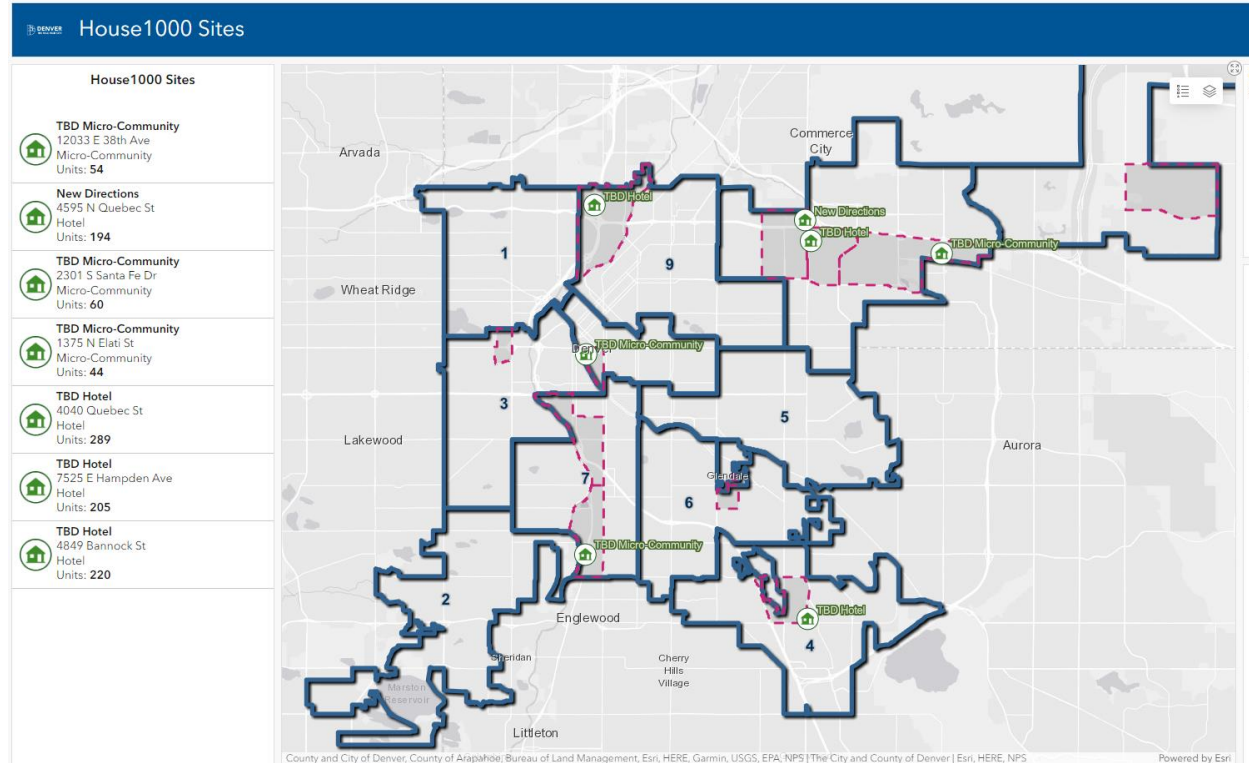 DENVER
House1000 Sites
House1000 Sites
TBD Micro-Community
12033 E 38th Ave
Micro-Community
Units: 54
New Directions
4595 N Quebec St
Hotel
Units: 194
TBD Micro-Community
2301 S Santa Fe Dr
Micro-Community
Units: 60
TBD Micro-Community
1375 N Elati St
Micro-Community
Units: 44
TBD Hotel
4040 Quebec St
Hotel
Units: 289
TBD Hotel
7525 E Hampden Ave
Hotel
Units: 205
TBD Hotel
4849 Bannock St
Hotel
Units: 220
Commerce
City
Arvada
TBD Hotel
New Directions
TBD Hotel
TBD Micro-Community
1
9
Wheat Ridge
Denver
TBD Micro-Community
3
5
Lakewood
Aurora
7
Glendale
6
TBD Micro-Community
2
Englewood
TBD Hotel
4
Sheridan
Cherry
Hills
Village
Marston
Reservoir
Littleton
County and City of Denver, County of Arapahoe, Bureau of Land Management, Esri, HERE, Garmin, USGS, EPA, NPS | The City and County of Denver | Esri, HERE, NPS
Powered by Esri